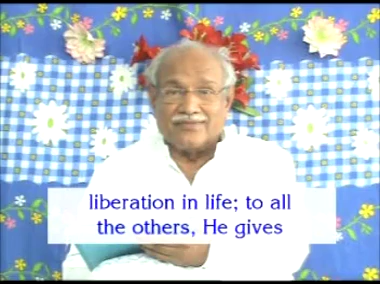 liberation in life; to all
the others, He gives